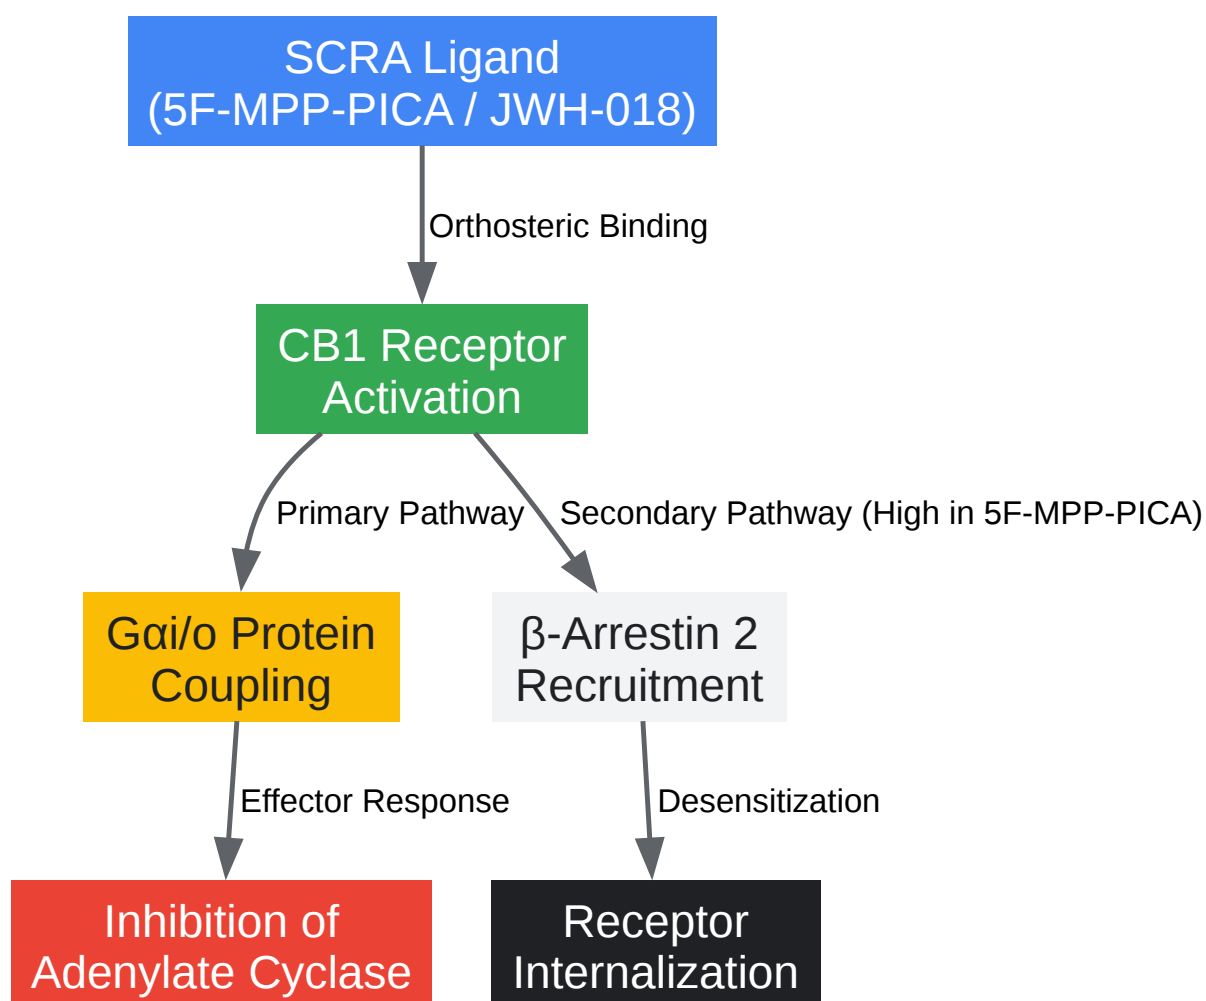 SCRA Ligand
(5F-MPP-PICA / JWH-018)
Orthosteric Binding
CB1 Receptor
Activation
Primary Pathway
Secondary Pathway (High in 5F-MPP-PICA)
Gαi/o Protein
Coupling
β-Arrestin 2
Recruitment
Effector Response
Desensitization
Inhibition of
Adenylate Cyclase
Receptor
Internalization